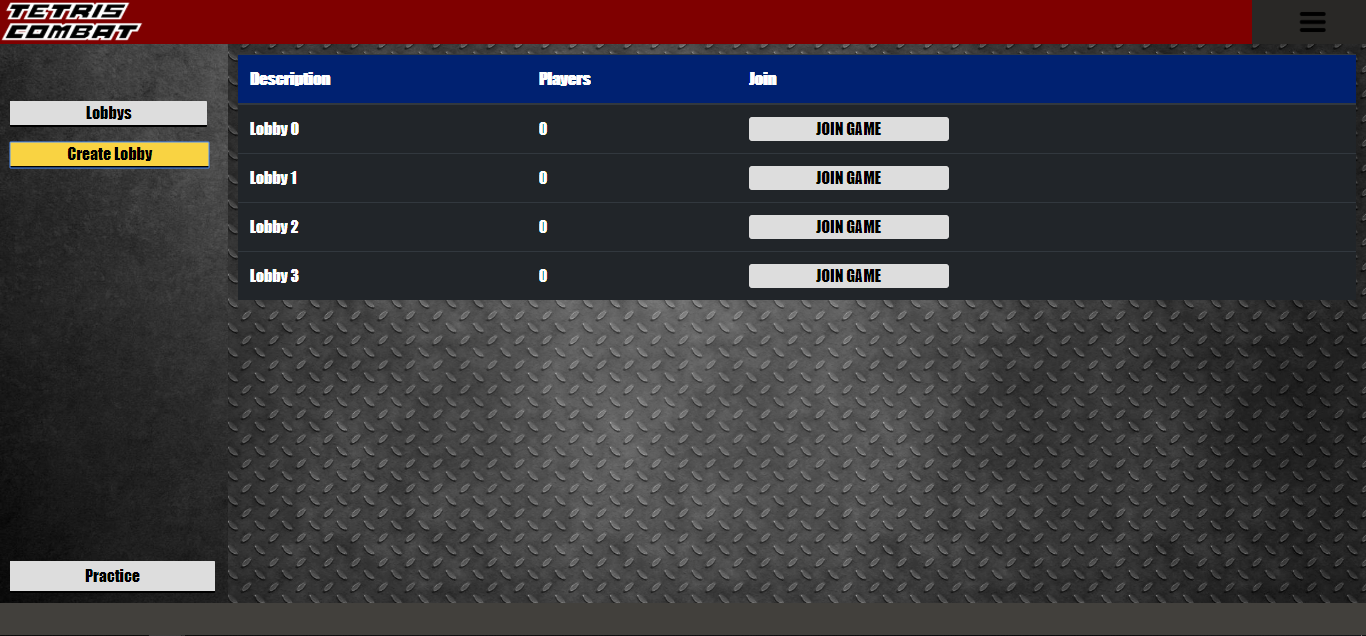 TETRIS
COMBAT
Lobbys
Create Lobby
Practice
Description Players Join
Lobby 0 0 JOIN GAME
Lobby 1 0 JOIN GAME
Lobby 2 0 JOIN GAME
Lobby 3 0 JOIN GAME